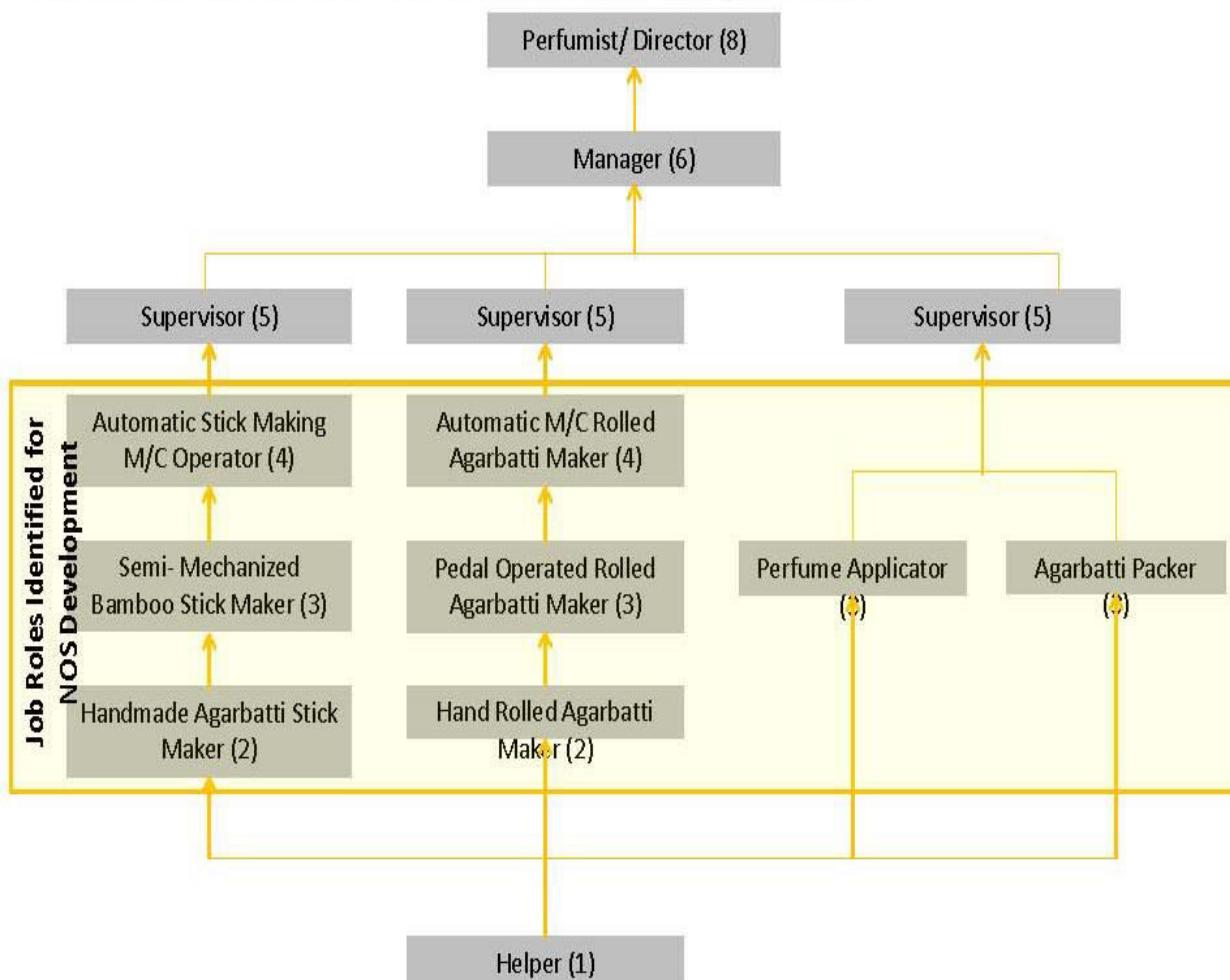 Perfumist/ Director (8)
Manager (6)
Supervisor (5)
Supervisor (5)
Supervisor (5)
Job Roles Identified for
NOS Development
Automatic Stick Making
M/C Operator (4)
Automatic M/C Rolled
Agarbatti Maker (4)
Semi- Mechanized
Bamboo Stick Maker (3)
Pedal Operated Rolled
Agarbatti Maker (3)
Perfume Applicator
Agarbatti Packer
Handmade Agarbatti Stick
Maker (2)
Hand Rolled Agarbatti
Maker (2)
Helper (1)